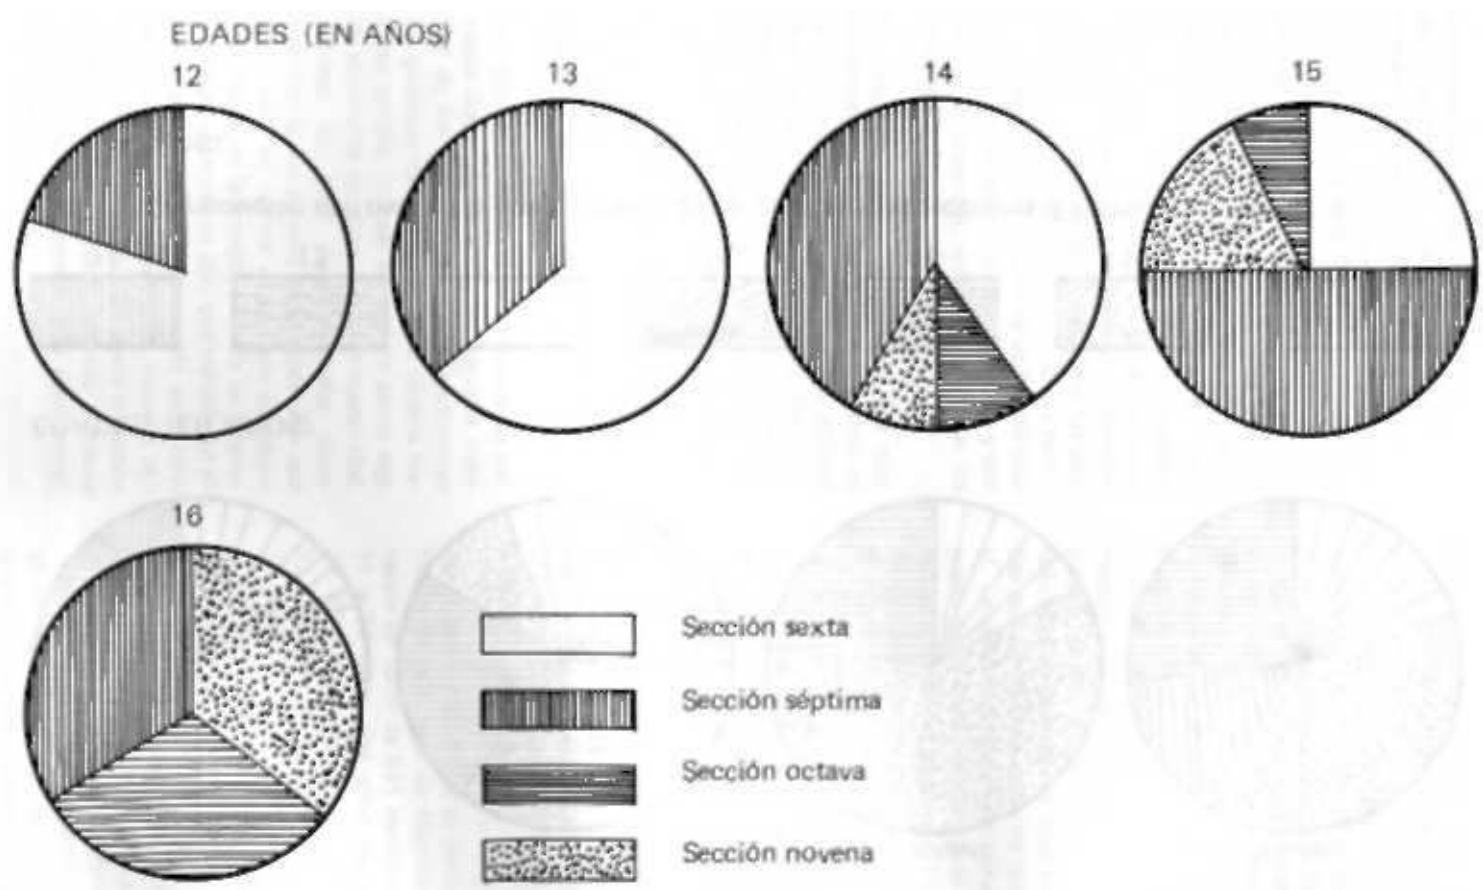 EDADES (EN AÑOS)
12
13
14
15
16
Sección sexta
Sección séptima
Sección octava
Sección novena